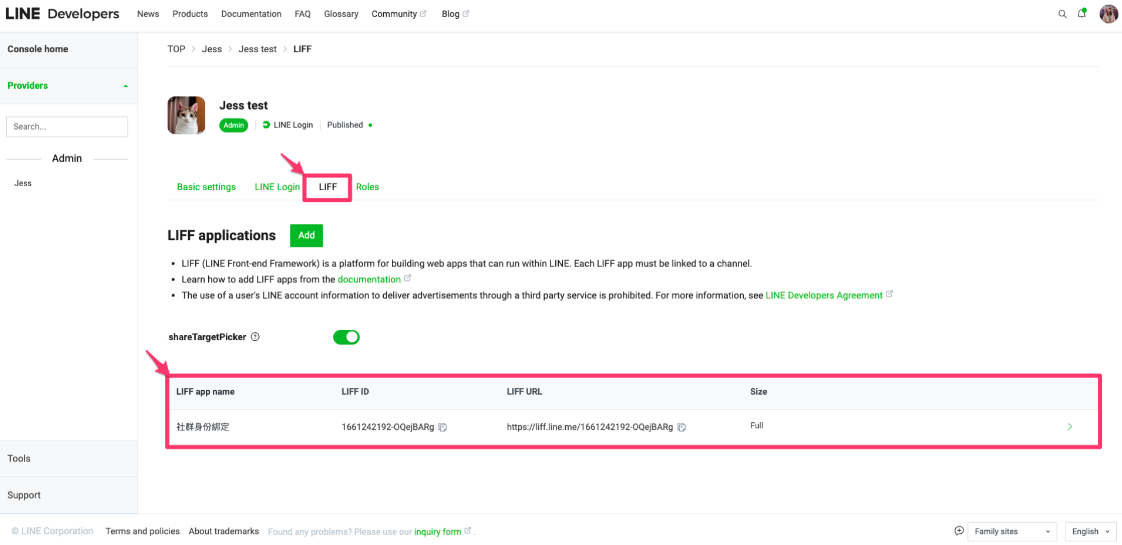 LINE Developers News Products Documentation FAQ Glossary Community Blog
Console home
TOP > Jess > Jess test > LIFF
Providers
Search...
Admin
Jess
Jess test
Admin LINE Login Published
Basic settings LINE Login LIFF Roles
LIFF applications Add
• LIFF (LINE Front-end Framework) is a platform for building web apps that can run within LINE. Each LIFF app must be linked to a channel.
• Learn how to add LIFF apps from the documentation
• The use of a user's LINE account information to deliver advertisements through a third party service is prohibited. For more information, see LINE Developers Agreement
shareTargetPicker
LIFF app name LIFF ID LIFF URL Size
社群身份綁定 1661242192-OQejBARg https://liff.line.me/1661242192-OQejBARg Full
Tools
Support
© LINE Corporation Terms and policies About trademarks Found any problems? Please use our inquiry form . Family sites English